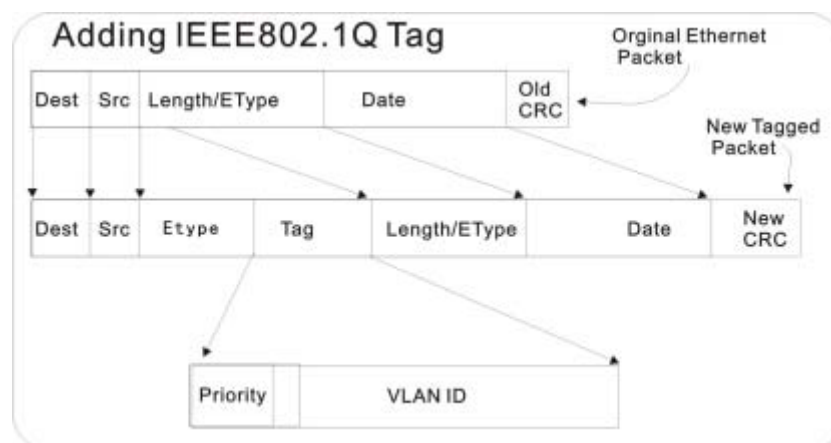 Adding IEEE802.1Q Tag
Orginal Ethernet
Packet
Dest Src Length/EType Date Old
CRC
New Tagged
Packet
Dest Src Etype Tag Length/EType Date New
CRC
Priority VLAN ID